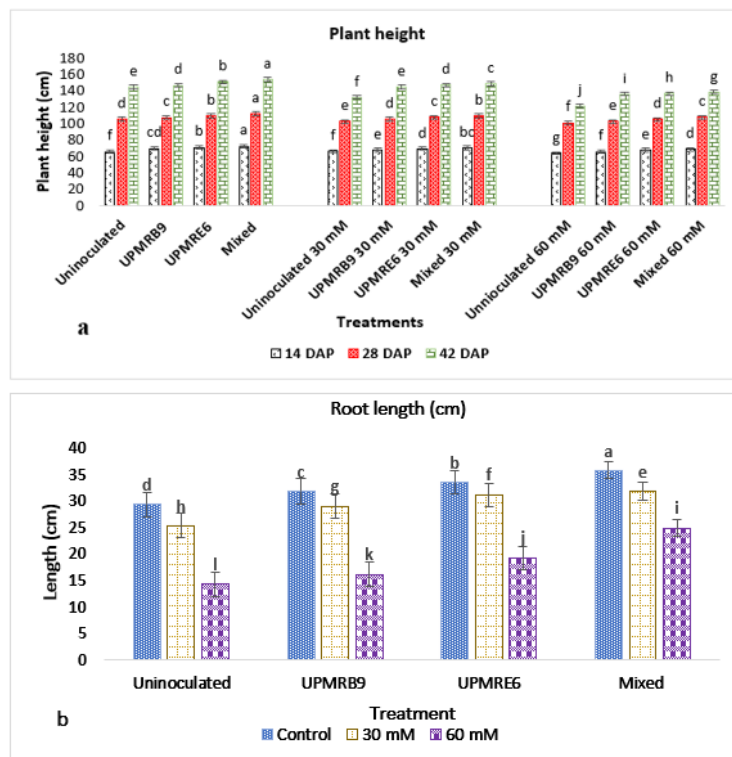 Plant height
Plant height (cm)
180
160
140
120
100
80
60
40
20
0
f d e
cd c d
b b b
a a a
f e f
e d e
d c d
bc b c
g f j
f e i
e d h
d c g
Uninoculated
UPMRB9
UPMRE6
Mixed
Uninoculated 30 mM
UPMRB9 30 mM
UPMRE6 30 mM
Mixed 30 mM
Unnioculated 60 mM
UPMRB9 60 mM
UPMRE6 60 mM
Mixed 60 mM
a
Treatments
14 DAP 28 DAP 42 DAP
Root length (cm)
Length (cm)
40
35
30
25
20
15
10
5
0
d h l
c g k
b f j
a e i
Uninoculated UPMRB9 UPMRE6 Mixed
b
Treatment
Control 30 mM 60 mM